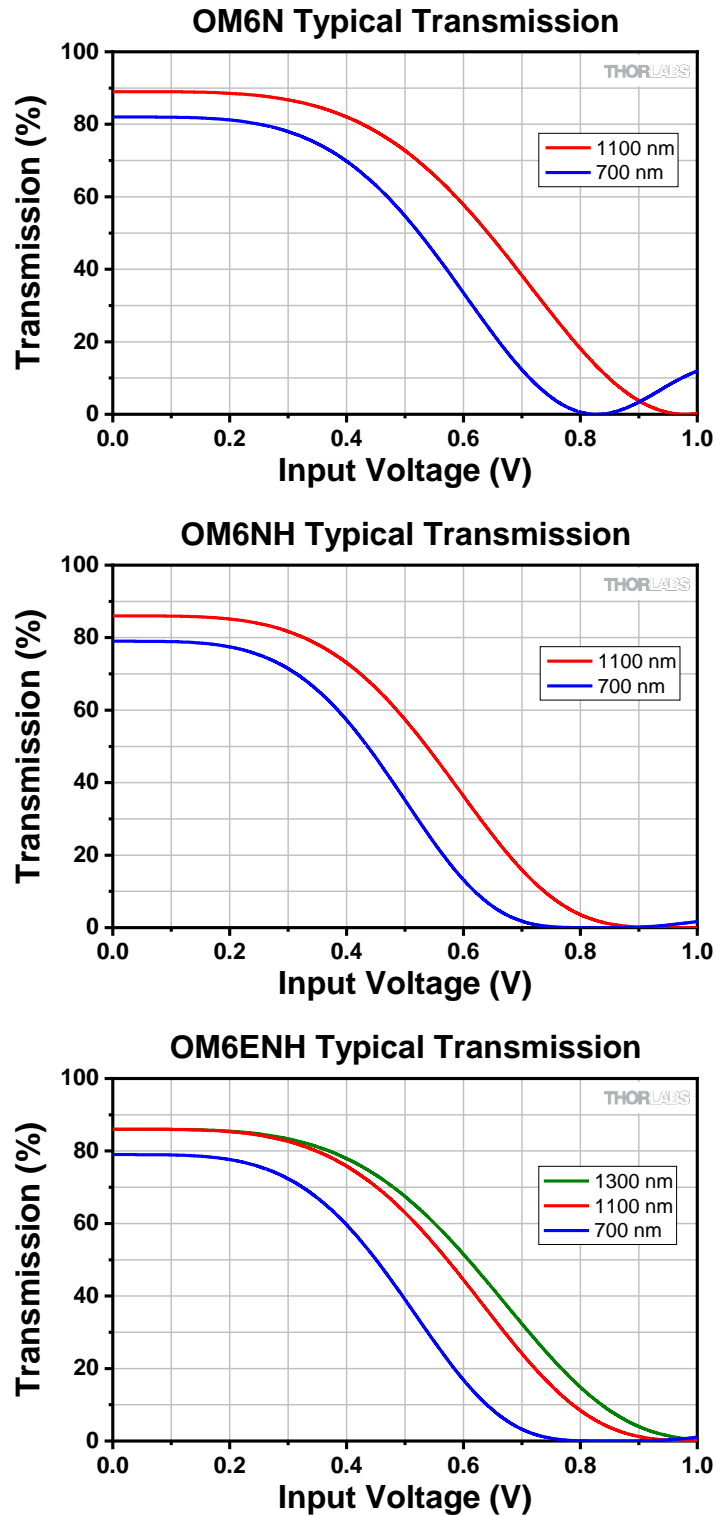 OM6N Typical Transmission
THORLABS
Transmission (%)
100
80
60
40
20
0
1100 nm
700 nm
0.0 0.2 0.4 0.6 0.8 1.0
Input Voltage (V)
OM6NH Typical Transmission
THORLABS
Transmission (%)
100
80
60
40
20
0
1100 nm
700 nm
0.0 0.2 0.4 0.6 0.8 1.0
Input Voltage (V)
OM6ENH Typical Transmission
THORLABS
Transmission (%)
100
80
60
40
20
0
1300 nm
1100 nm
700 nm
0.0 0.2 0.4 0.6 0.8 1.0
Input Voltage (V)